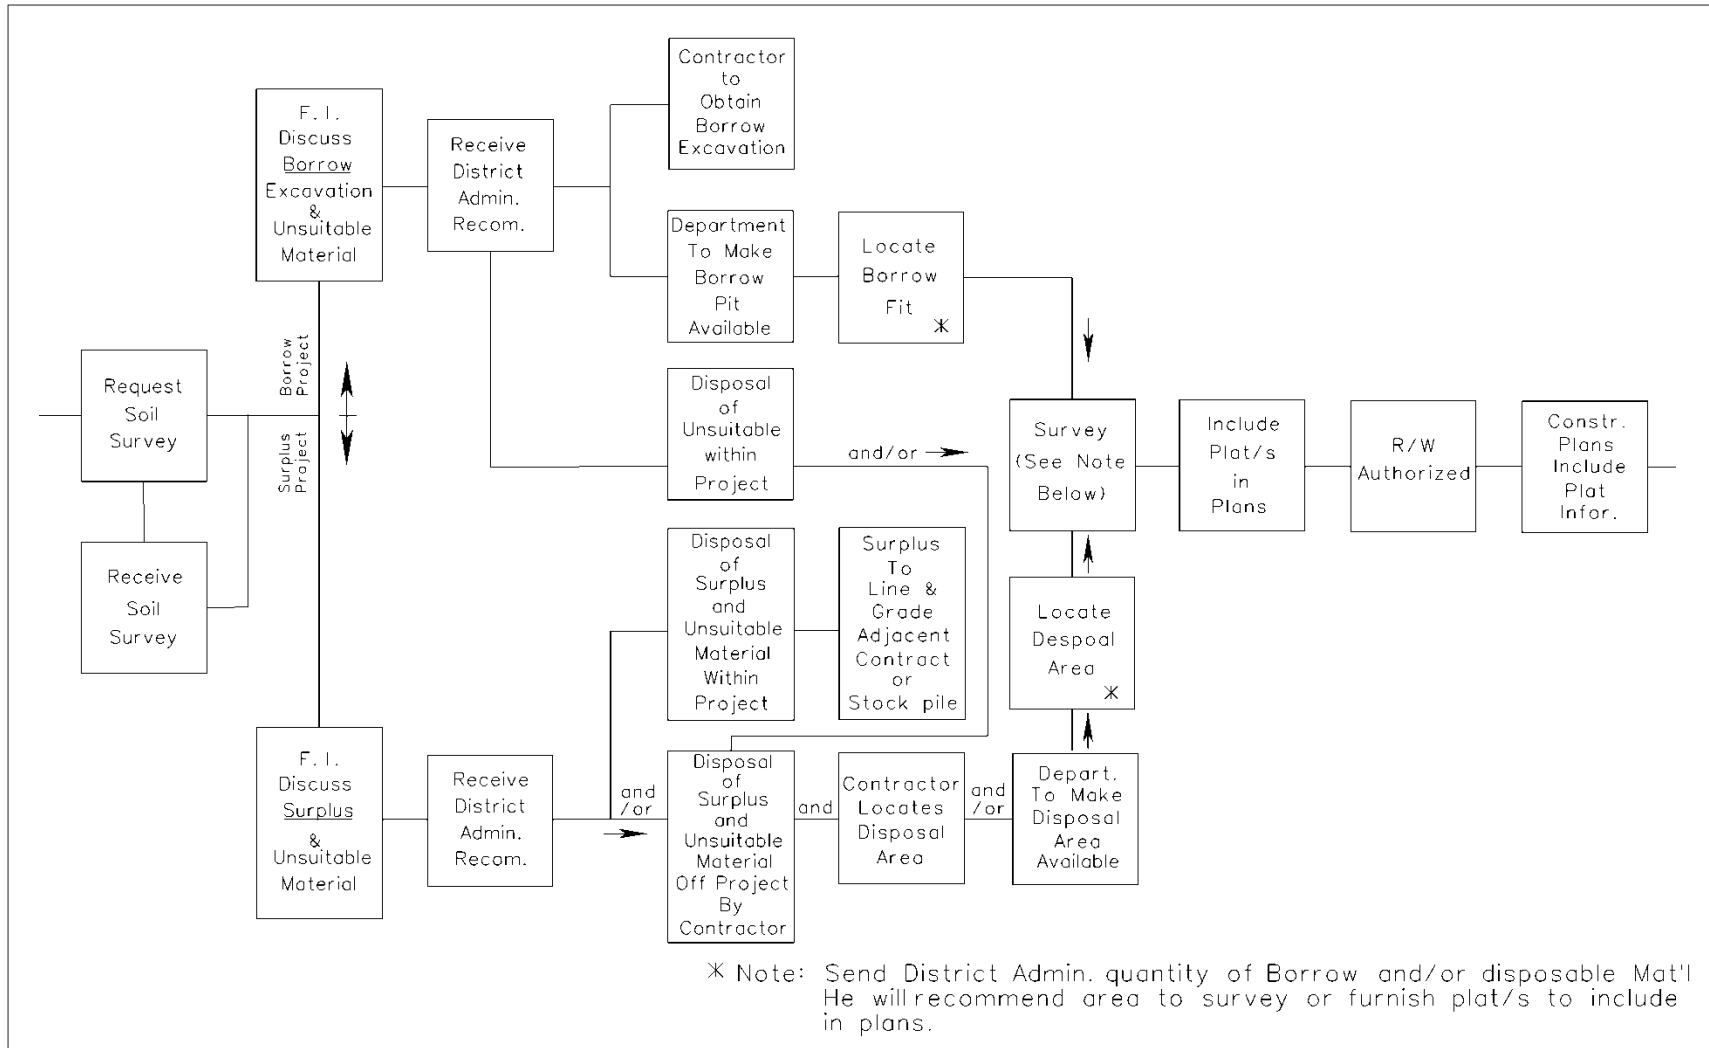 Contractor
to
Obtain
Borrow
Excavation
F.I.
Discuss
Borrow
Excavation
&
Unsuitable
Material
Receive
District
Admin.
Recom.
Department
To Make
Borrow
Pit
Available
Locate
Borrow
Fit
*
Request
Soil
Survey
Borrow
Project
Surplus
Project
Disposal
of
Unsuitable
within
Project
and/or
Survey
(See Note
Below)
Include
Plat/s
in
Plans
R/W
Authorized
Constr.
Plans
Include
Plat
Infor.
Receive
Soil
Survey
Disposal
of
Surplus
and
Unsuitable
Material
Within
Project
Surplus
To
Line &
Grade
Adjacent
Contract
or
Stock pile
Locate
Despoal
Area
*
F.I.
Discuss
Surplus
&
Unsuitable
Material
Receive
District
Admin.
Recom.
and
/or
Disposal
of
Surplus
and
Unsuitable
Material
Off Project
By
Contractor
and
Contractor
Locates
Disposal
Area
and
/or
Depart.
To Make
Disposal
Area
Available
* Note: Send District Admin. quantity of Borrow and/or disposable Mat'l
He will recommend area to survey or furnish plat/s to include
in plans.